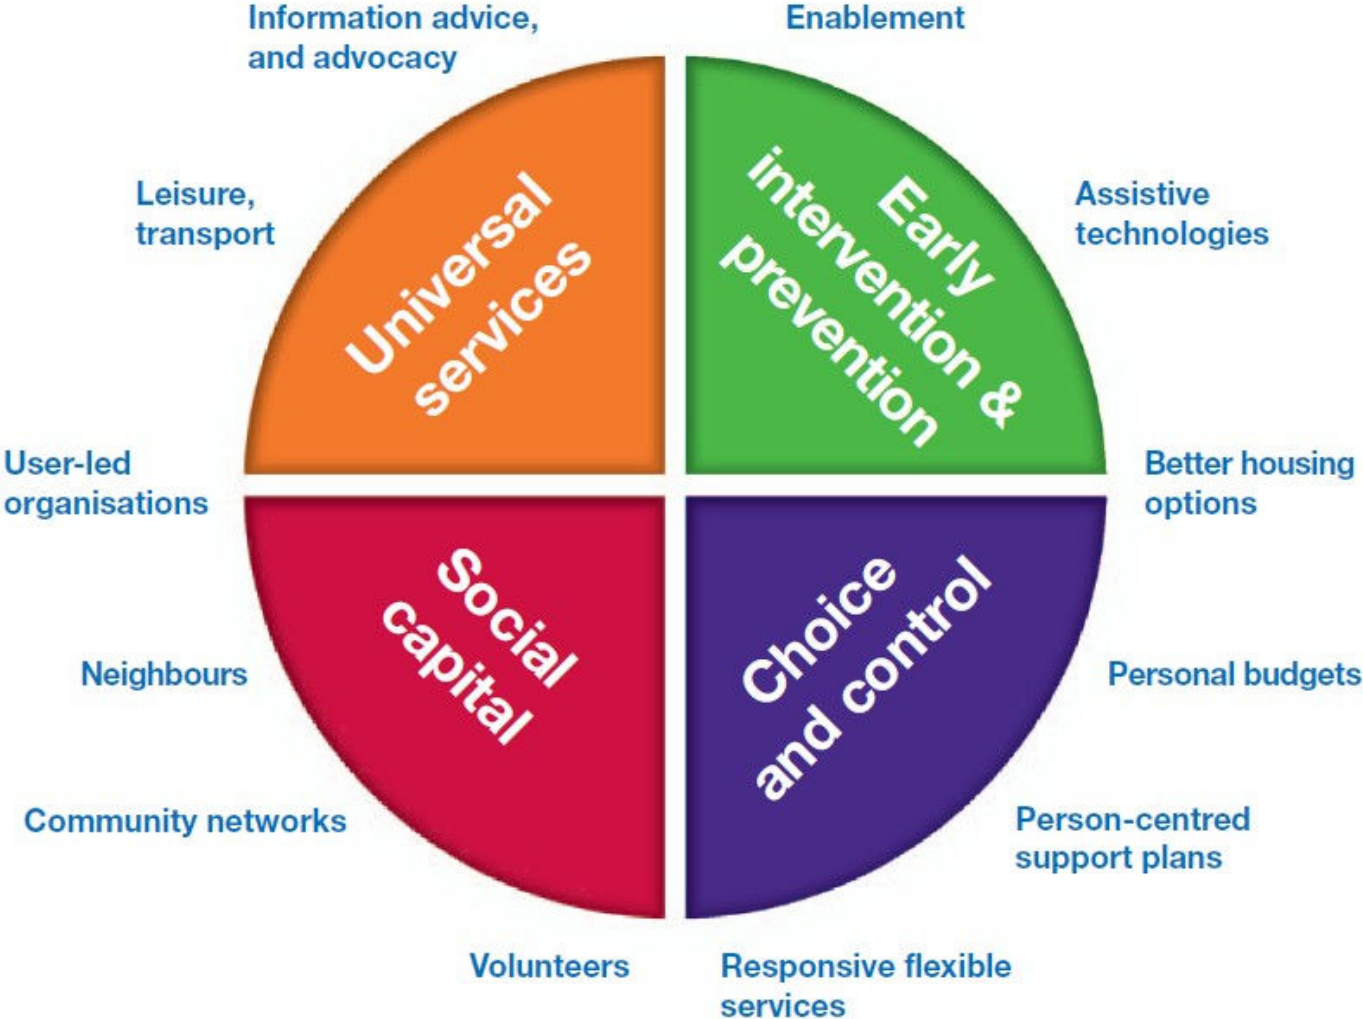 Information advice,
and advocacy
Enablement
Leisure,
transport
Universal
services
Early
intervention &
prevention
Assistive
technologies
User-led
organisations
Better housing
options
Social
capital
Choice
and control
Neighbours
Personal budgets
Community networks
Person-centred
support plans
Volunteers
Responsive flexible
services